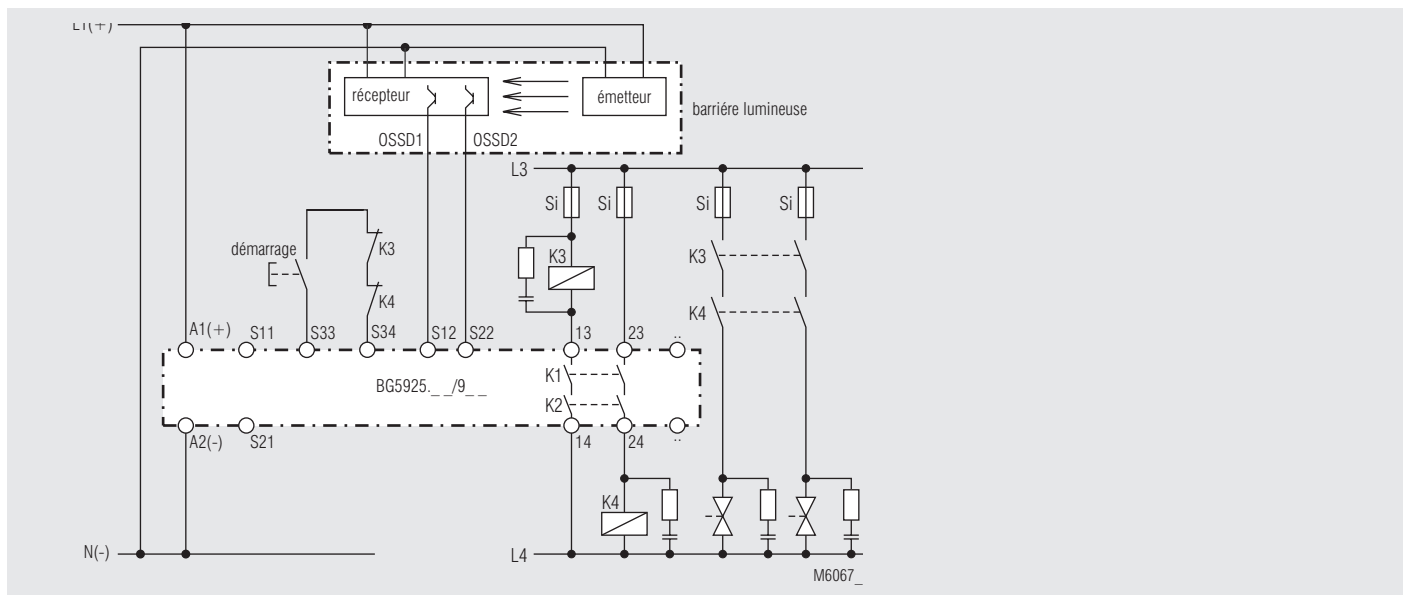 L1(+)
récepteur
émetteur
barriére lumineuse
OSSD1
OSSD2
L3
Si
Si
Si
Si
démarrage
K3
K3
K3
K4
K4
A1(+)
S11
S33
S34
S12
S22
13
23
..
K1
BG5925._ _/9_ _
K2
A2(-)
S21
14
24
..
K4
N(-)
L4
M6067_